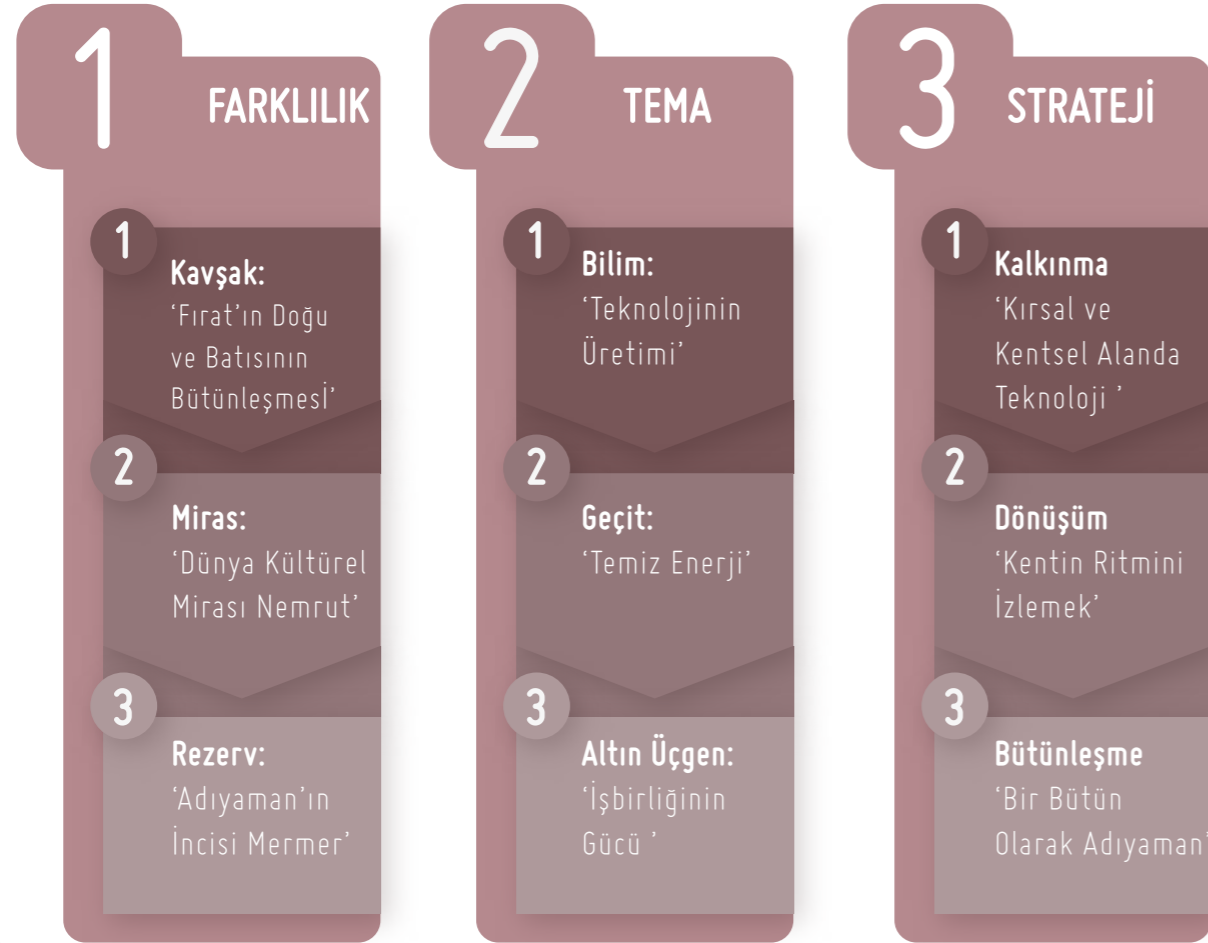 1
FARKLILIK
1
Kavşak:
‘Fırat’ın Doğu
ve Batısının
Bütünleşmesİ’
2
Miras:
‘Dünya Kültürel
Mirası Nemrut’
3
Rezerv:
‘Adıyaman’ın
İncisi Mermer’
2
TEMA
1
Bilim:
‘Teknolojinin
Üretimi’
2
Geçit:
‘Temiz Enerji’
3
Altın Üçgen:
‘İşbirliğinin
Gücü ’
3
STRATEJİ
1
Kalkınma
‘Kırsal ve
Kentsel Alanda
Teknoloji ’
2
Dönüşüm
‘Kentin Ritmini
İzlemek’
3
Bütünleşme
‘Bir Bütün
Olarak Adıyaman’